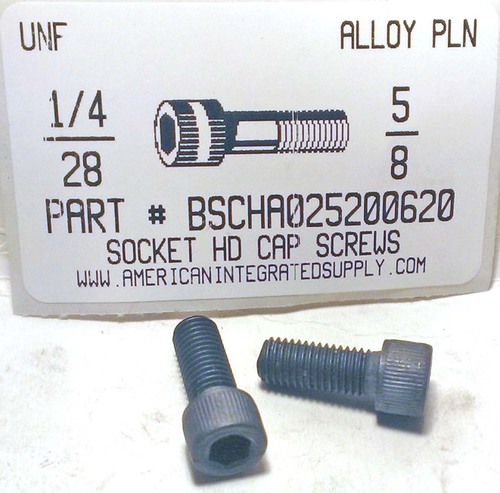 UNF ALLOY PLN
1/4 5
28 8
PART # BSCHA025200620
SOCKET HD CAP SCREWS
WWW.AMERICANINTEGRATEDSUPPLY.COM